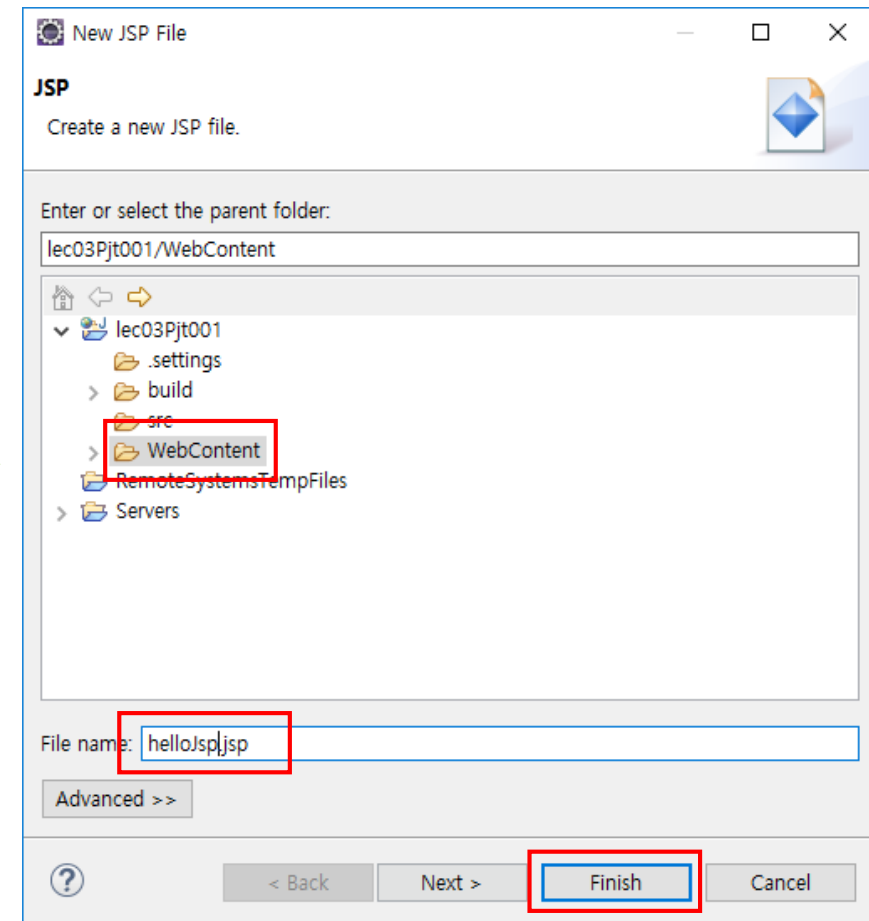 New JSP File
JSP
Create a new JSP file.
Enter or select the parent folder:
lec03Pjt001/WebContent
lec03Pjt001
.settings
build
src
WebContent
RemoteSystemsTempFiles
Servers
File name: helloJsp.jsp
Advanced >>
< Back Next > Finish Cancel